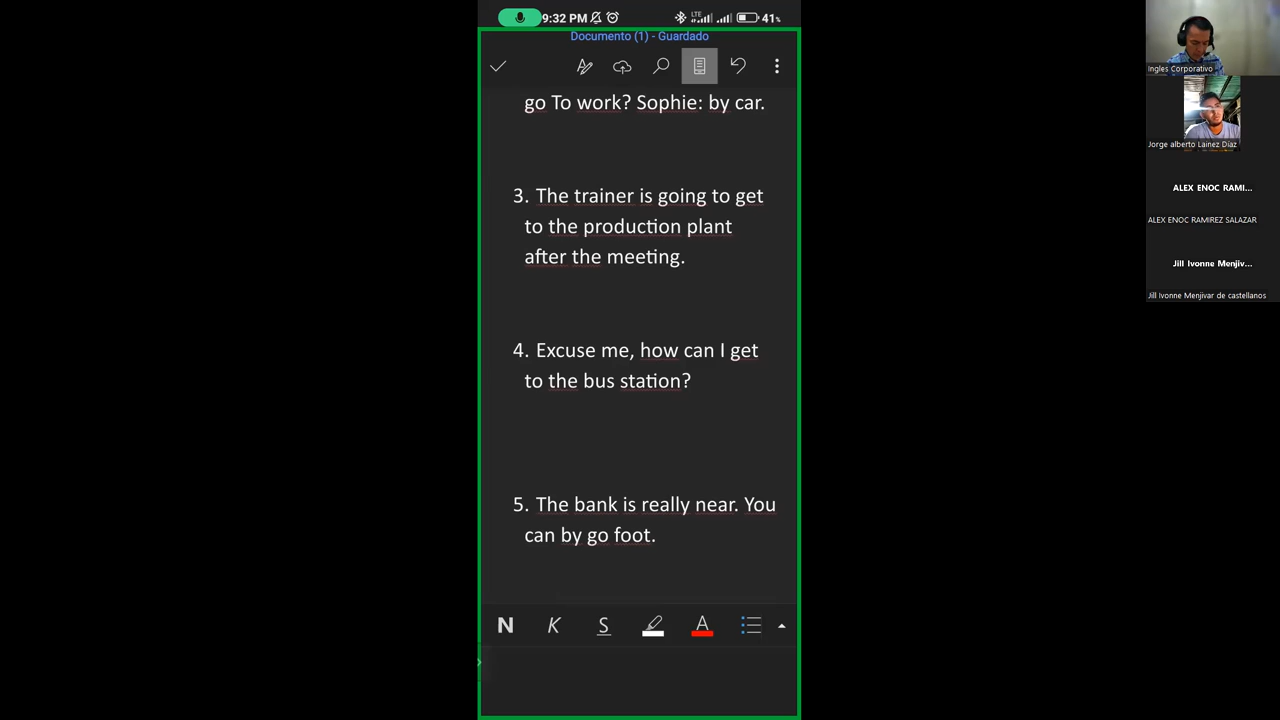 9:32 PM
LTE
41%
Documento (1) - Guardado
go To work? Sophie: by car.
3. The trainer is going to get
to the production plant
after the meeting.
4. Excuse me, how can I get
to the bus station?
5. The bank is really near. You
can by go foot.
N K S A
Ingles Corporativo
Jorge alberto Lainez Díaz
ALEX ENOC RAMI...
ALEX ENOC RAMIREZ SALAZAR
Jill Ivonne Menjiv...
Jill Ivonne Menjivar de castellanos